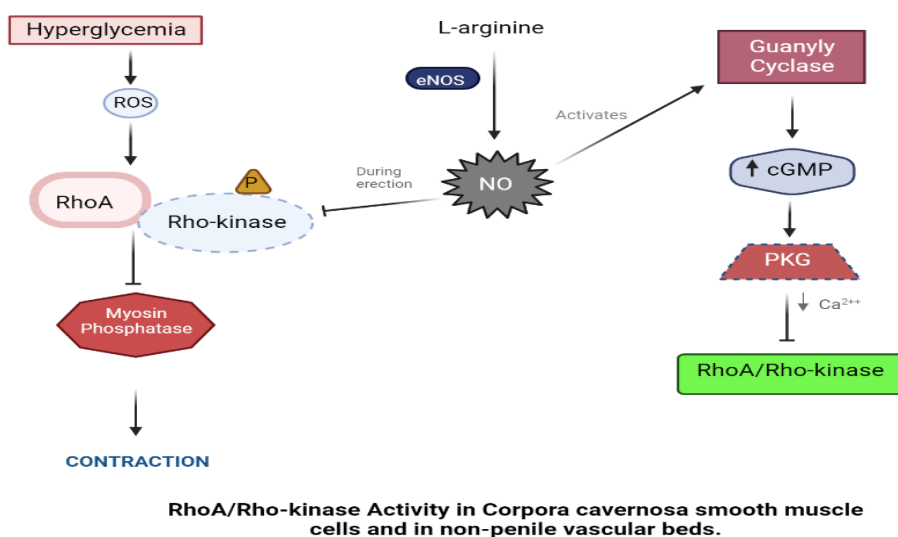 Hyperglycemia
ROS
RhoA
P
Rho-kinase
Myosin
Phosphatase
CONTRACTION
L-arginine
eNOS
NO
During
erection
Activates
Guanyly
Cyclase
↑ cGMP
PKG
↓ Ca²⁺⁺
RhoA/Rho-kinase
RhoA/Rho-kinase Activity in Corpora cavernosa smooth muscle
cells and in non-penile vascular beds.